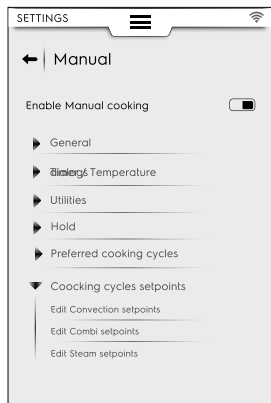 SETTINGS
Manual
Enable Manual cooking
General
Temperature
Utilities
Hold
Preferred cooking cycles
Coocking cycles setpoints
Edit Convection setpoints
Edit Combi setpoints
Edit Steam setpoints